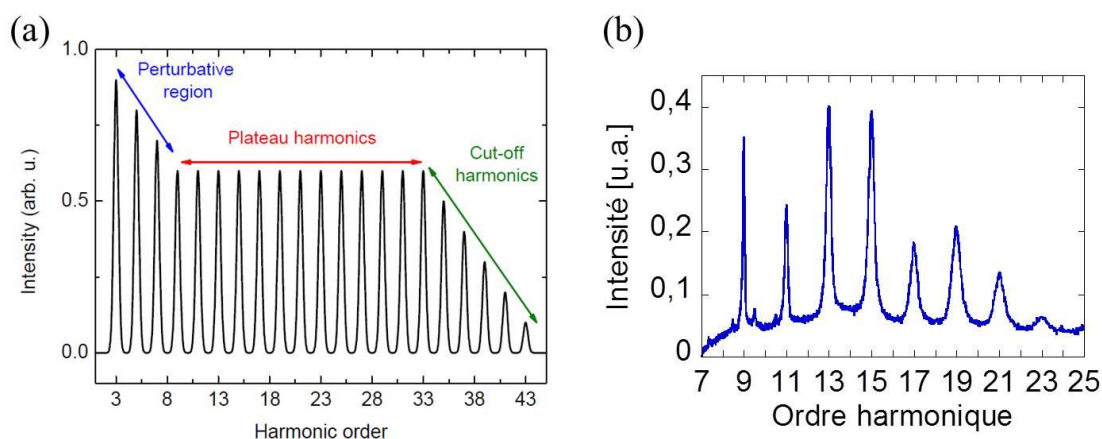 (a)
1.0
0.5
0.0
Intensity (arb. u.)
Perturbative
region
Plateau harmonics
Cut-off
harmonics
3 8 13 18 23 28 33 38 43
Harmonic order
(b)
0,4
0,3
0,2
0,1
0
Intensité [u.a.]
7 9 11 13 15 17 19 21 23 25
Ordre harmonique